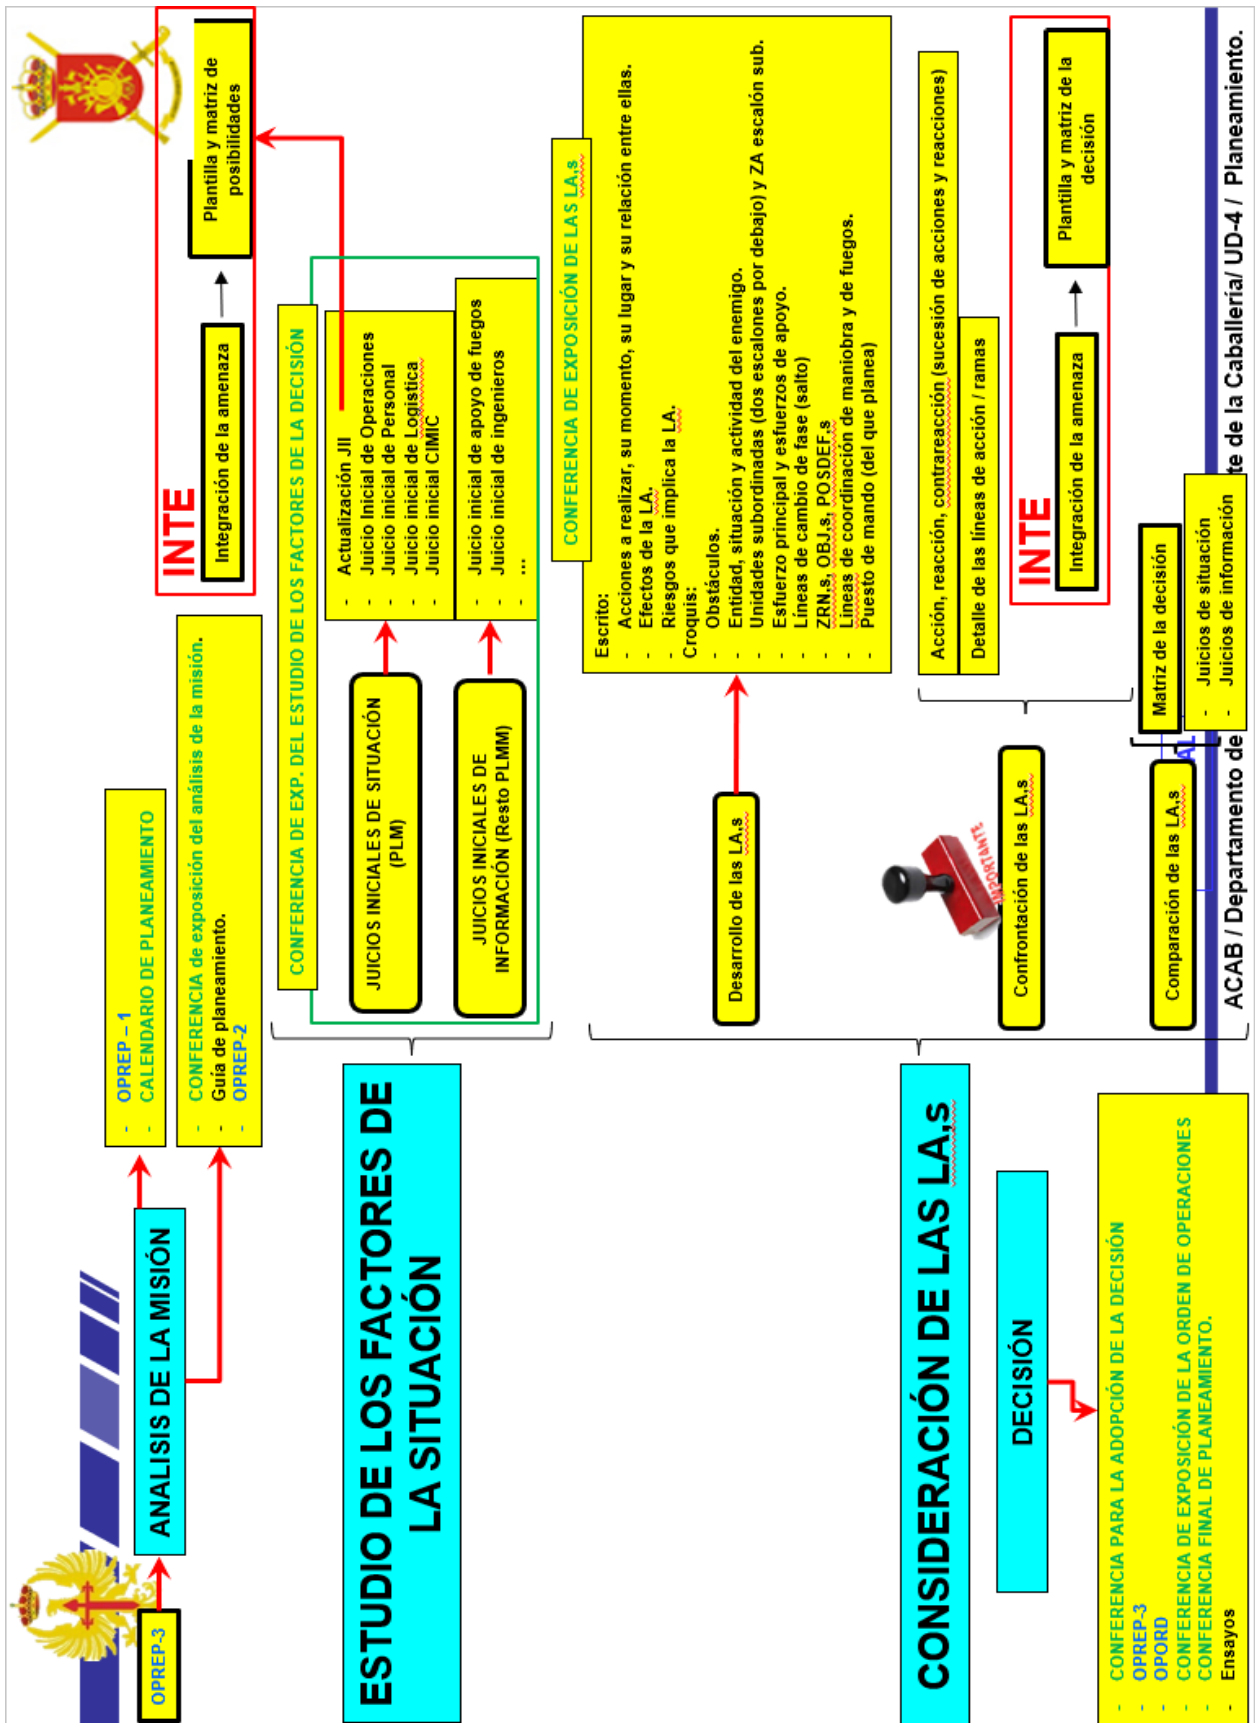 OPREP-3
ANALISIS DE LA MISIÓN
- OPREP – 1
- CALENDARIO DE PLANEAMIENTO
- CONFERENCIA de exposición del análisis de la misión.
- Guía de planeamiento.
- OPREP-2
INTE
Integración de la amenaza
Plantilla y matriz de
posibilidades
ESTUDIO DE LOS FACTORES DE
LA SITUACIÓN
CONFERENCIA DE EXP. DEL ESTUDIO DE LOS FACTORES DE LA DECISIÓN
JUICIOS INICIALES DE SITUACIÓN
(PLM)
- Actualización JII
- Juicio Inicial de Operaciones
- Juicio inicial de Personal
- Juicio inicial de Logística
- Juicio inicial CIMIC
JUICIOS INICIALES DE
INFORMACIÓN (Resto PLMM)
- Juicio inicial de apoyo de fuegos
- Juicio inicial de ingenieros
- ...
CONFERENCIA DE EXPOSICIÓN DE LAS LA,s
Escrito:
- Acciones a realizar, su momento, su lugar y su relación entre ellas.
- Efectos de la LA.
- Riesgos que implica la LA.
Croquis:
- Obstáculos.
- Entidad, situación y actividad del enemigo.
- Unidades subordinadas (dos escalones por debajo) y ZA escalón sub.
- Esfuerzo principal y esfuerzos de apoyo.
- Líneas de cambio de fase (salto)
- ZRN,s, OBJ,s, POSDEF,s
- Líneas de coordinación de maniobra y de fuegos.
- Puesto de mando (del que planea)
Desarrollo de las LA,s
CONSIDERACIÓN DE LAS LA,s
IMPORTANTE
Confrontación de las LA,s
Acción, reacción, contrareacción (sucesión de acciones y reacciones)
Detalle de las líneas de acción / ramas
INTE
Integración de la amenaza
Plantilla y matriz de la
decisión
DECISIÓN
Comparación de las LA,s
Matriz de la decisión
AL
- Juicios de situación
- Juicios de información
- CONFERENCIA PARA LA ADOPCIÓN DE LA DECISIÓN
- OPREP-3
- OPORD
- CONFERENCIA DE EXPOSICIÓN DE LA ORDEN DE OPERACIONES
- CONFERENCIA FINAL DE PLANEAMIENTO.
- Ensayos
ACAB / Departamento de te de la Caballería/ UD-4 / Planeamiento.